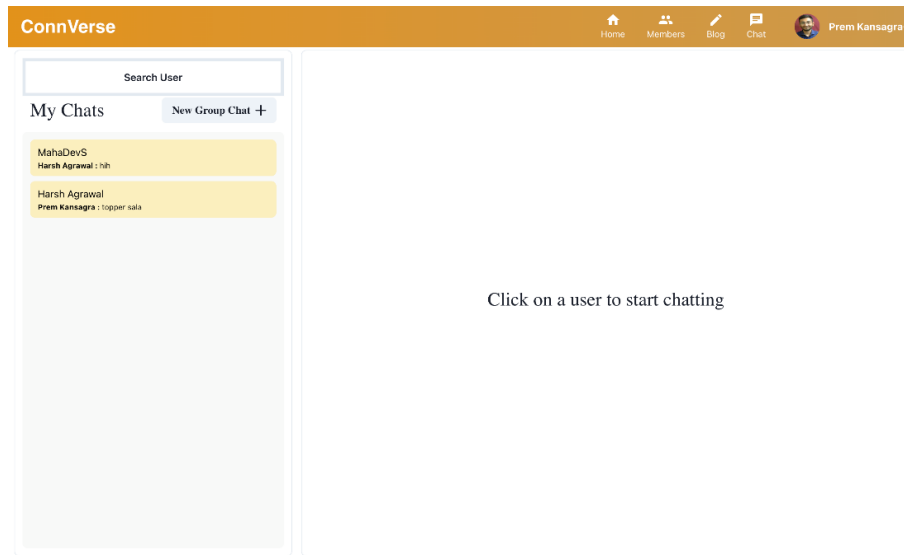 ConnVerse
Home Members Blog Chat Prem Kansagra
Search User
My Chats New Group Chat +
MahaDevS
Harsh Agrawal : hih
Harsh Agrawal
Prem Kansagra : topper sala
Click on a user to start chatting